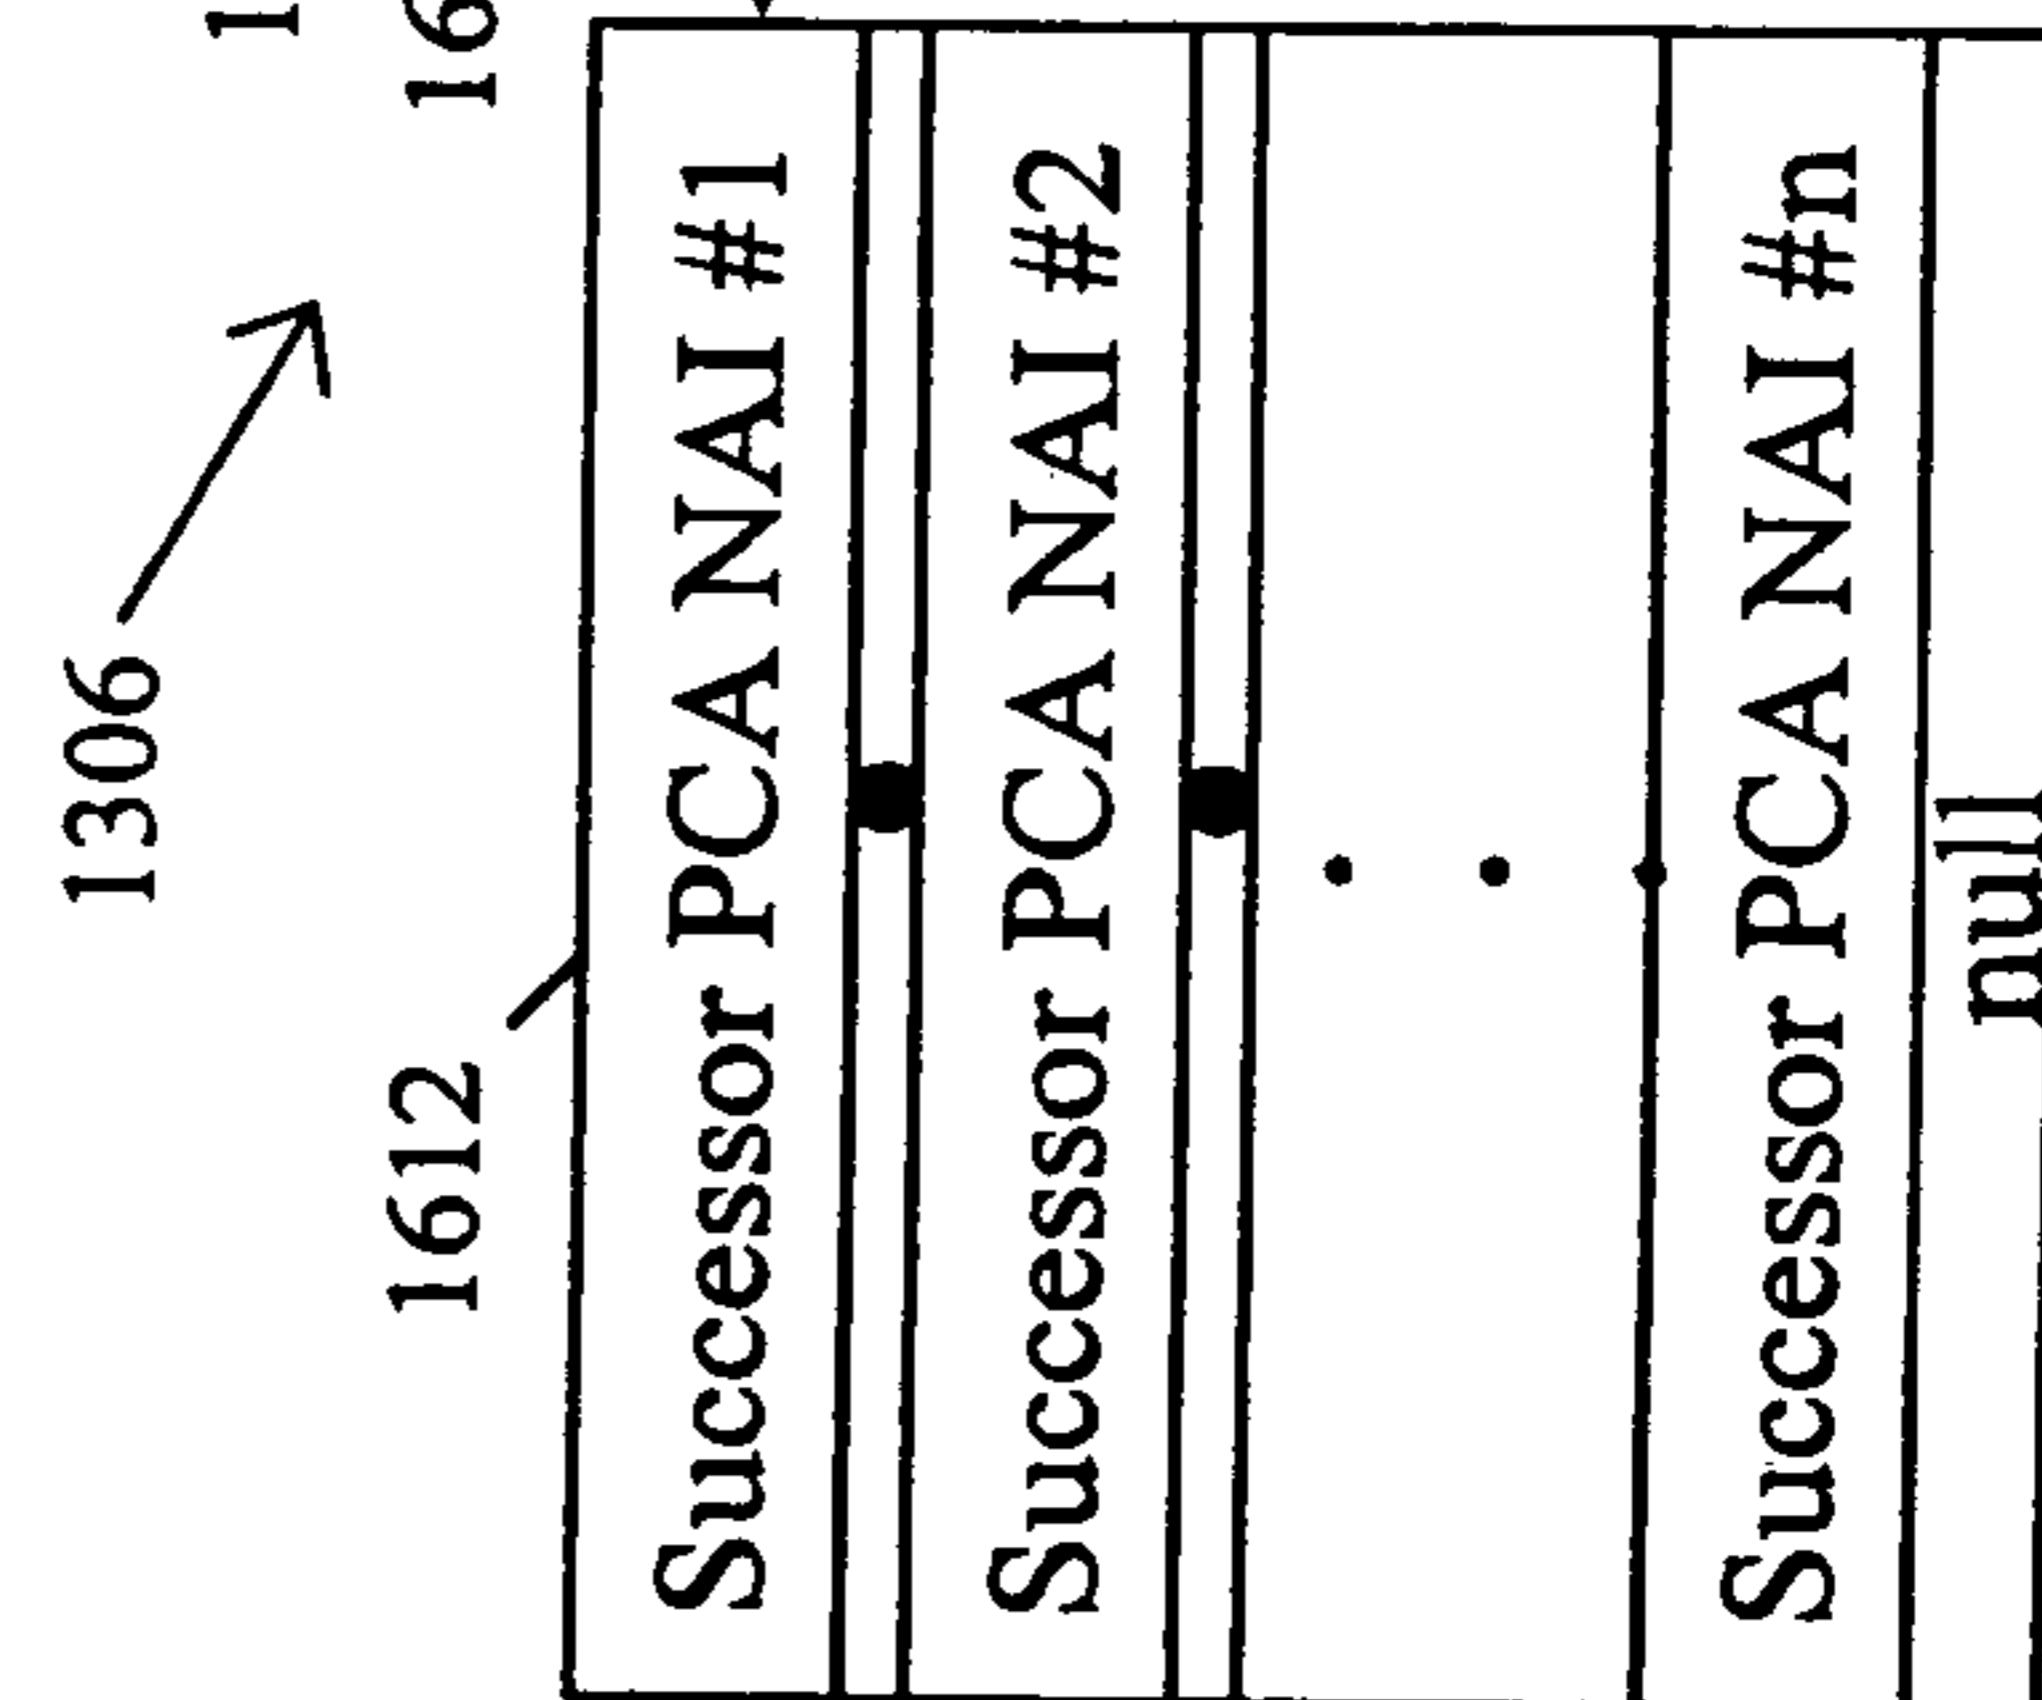 1306
1612
Successor PCA NAI #1
Successor PCA NAI #2
Successor PCA NAI #n
null